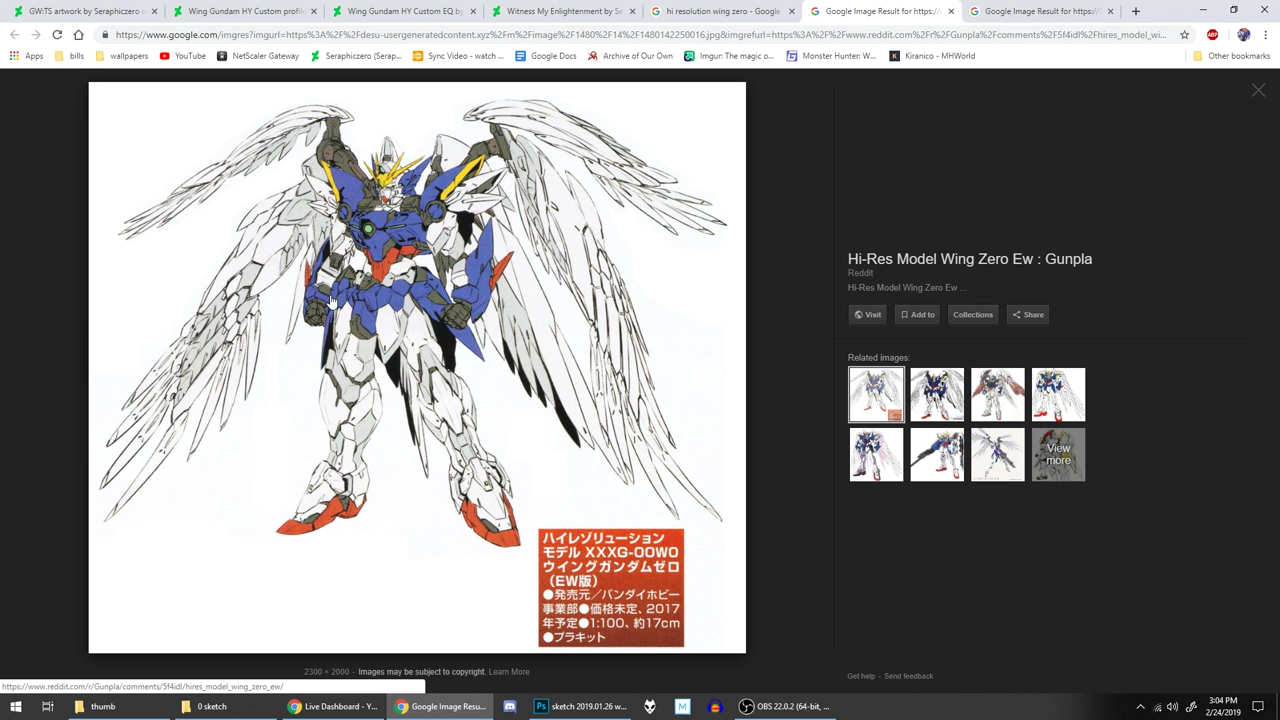 GW:TS artwork by Seraphiczero o
Wing Gundam HY Custom profile
Wing Gundam HY Custom EQ by
Witness My Enlightenment by Se
hi resolution wing zero - Google
Google Image Result for http
Google Image Result for http://7
https://www.google.com/imgres?imgurl=https%3A%2F%2Fdesu-usergeneratedcontent.xyz%2Fm%2Fimage%2F1480%2F14%2F1480142250016.jpg&imgrefurl=https%3A%2F%2Fwww.reddit.com%2Fr%2FGunpla%2Fcomments%2F5f4idl%2Fhires_model_wi...
Apps bills wallpapers YouTube NetScaler Gateway Seraphiczero (Serap... Sync Video - watch ... Google Docs Archive of Our Own Imgur: The magic o... Monster Hunter: W... Kiranico - MHWorld Other bookmarks
Hi-Res Model Wing Zero Ew : Gunpla
Reddit
Hi-Res Model WIng Zero Ew ...
Visit Add to Collections Share
Related images:
View
more
ハイレゾリューション
モデル XXXG-00W0
ウイングガンダムゼロ
（EW版）
●発売元／バンダイホビー
事業部●価格未定、2017
年予定●1:100、約17cm
●プラキット
2300 × 2000 - Images may be subject to copyright. Learn More
Get help - Send feedback
https://www.reddit.com/r/Gunpla/comments/5f4idl/hires_model_wing_zero_ew/
thumb
0 sketch
Live Dashboard - Y...
Google Image Resu...
Ps
sketch 2019.01.26 w...
M
OBS 22.0.2 (64-bit, ...
3:04 PM
2/24/2019